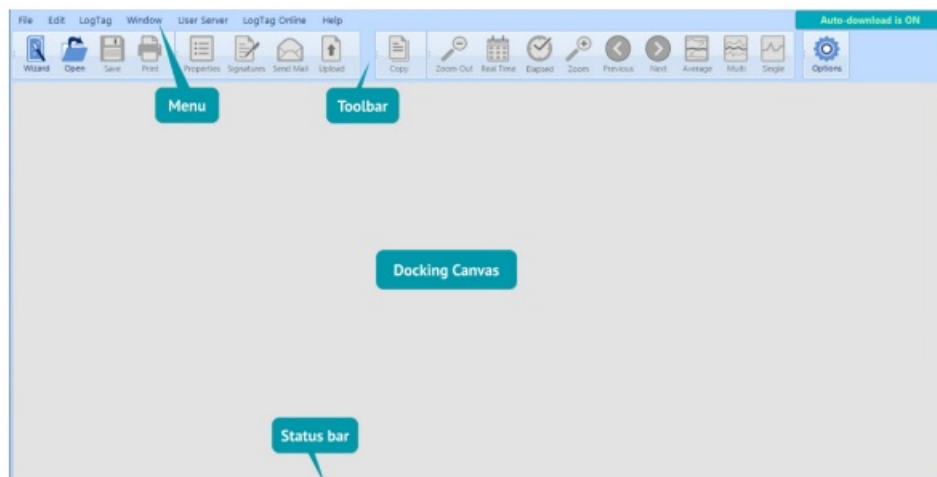 File Edit LogTag Window User Server LogTag Online Help Auto-download is ON
Wizard Open Save Print Properties Signatures Send Mail Upload Copy Zoom Out Real Time Elapsed Zoom Previous Next Average Multi Single Options
Menu Toolbar
Docking Canvas
Status bar